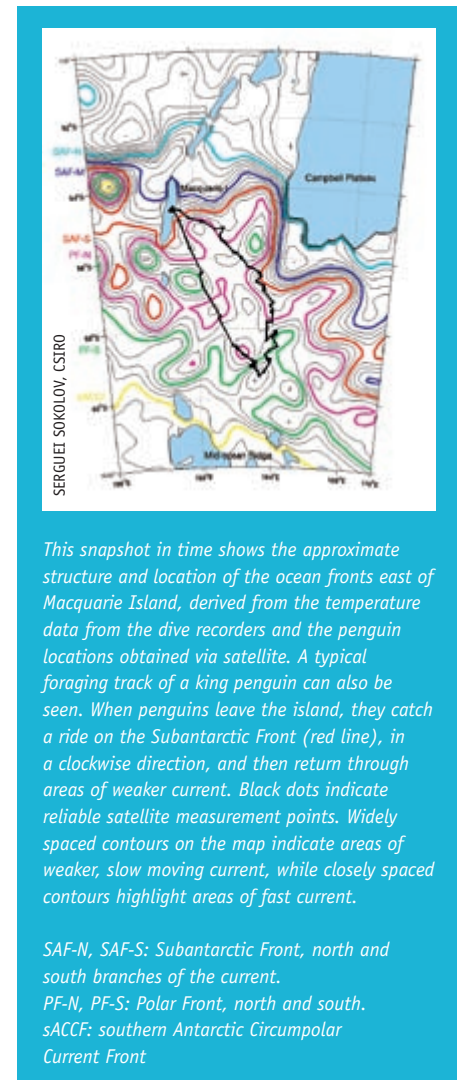 SAF-N
SAF-M
Macquarie I
Campbell Plateau
SAF-S
PF-N
PF-S
Mid-ocean Ridge
SERGUEI SOKOLOV, CSIRO
This snapshot in time shows the approximate
structure and location of the ocean fronts east of
Macquarie Island, derived from the temperature
data from the dive recorders and the penguin
locations obtained via satellite. A typical
foraging track of a king penguin can also be
seen. When penguins leave the island, they catch
a ride on the Subantarctic Front (red line), in
a clockwise direction, and then return through
areas of weaker current. Black dots indicate
reliable satellite measurement points. Widely
spaced contours on the map indicate areas of
weaker, slow moving current, while closely spaced
contours highlight areas of fast current.
SAF-N, SAF-S: Subantarctic Front, north and
south branches of the current.
PF-N, PF-S: Polar Front, north and south.
sACCF: southern Antarctic Circumpolar
Current Front